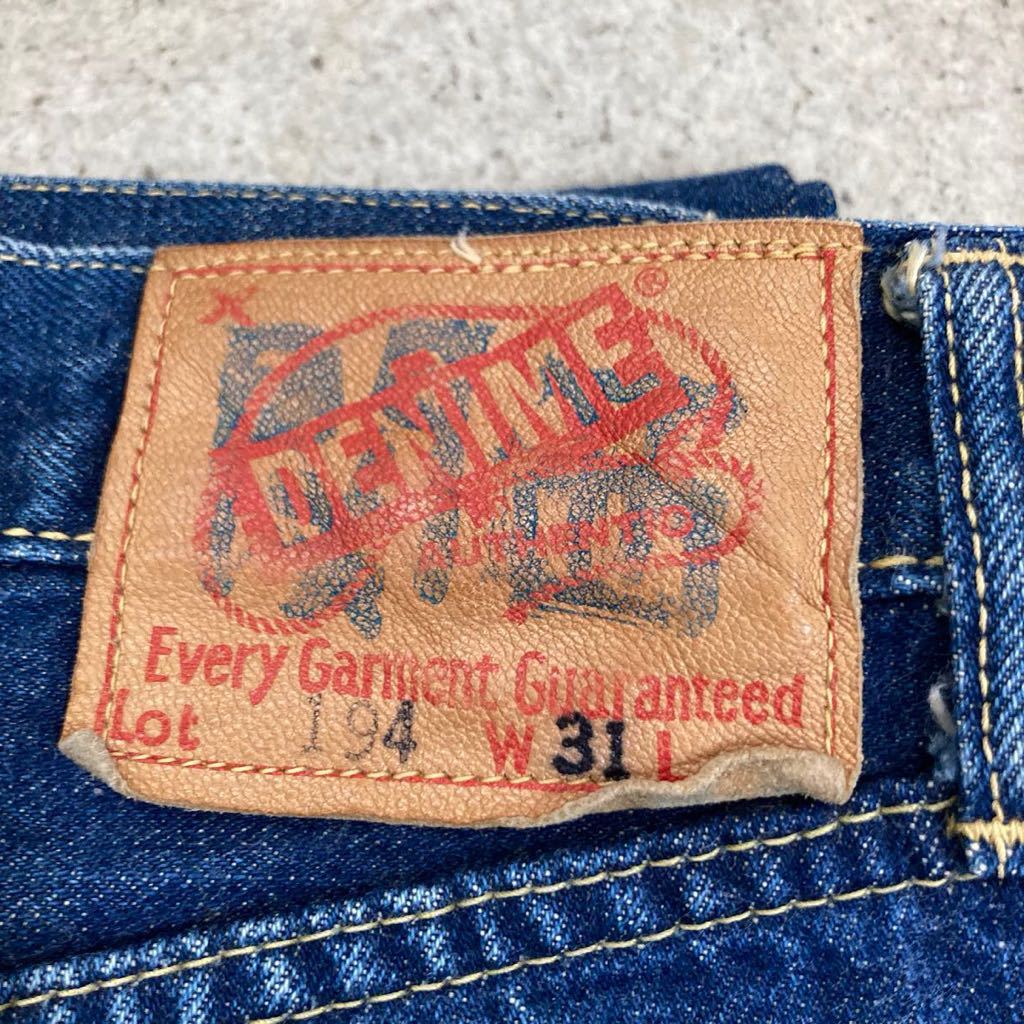 DENIME®
AUTHENTIC
Every Garment Guaranteed
Lot 194 W 31 L